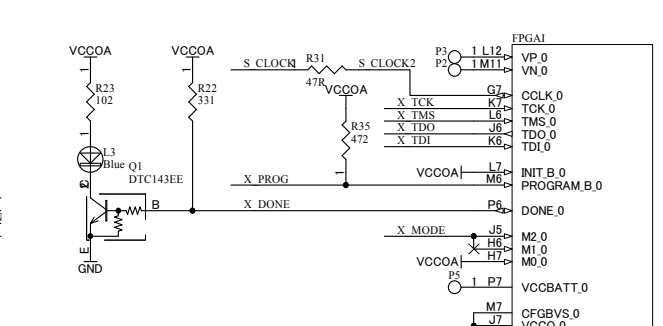 FPGAI
VCCOA
VCCOA
S_CLOCK1
R31
47R
S_CLOCK2
P3
1
L12
VP_0
P2
1
M11
VN_0
R23
102
R22
331
VCCOA
G7
CCLK_0
X_TCK
K7
TCK_0
X_TMS
L6
TMS_0
X_TDO
J6
TDO_0
X_TDI
K6
TDI_0
R35
472
1
1
L3
Blue
Q1
DTC143EE
VCCOA
L7
INIT_B_0
X_PROG
M6
PROGRAM_B_0
B
X_DONE
P6
DONE_0
X_MODE
J5
M2_0
H6
M1_0
VCCOA
H7
M0_0
E
GND
P5
1
P7
VCCBATT_0
M7
CFGBVS_0
J7
VCCO_0